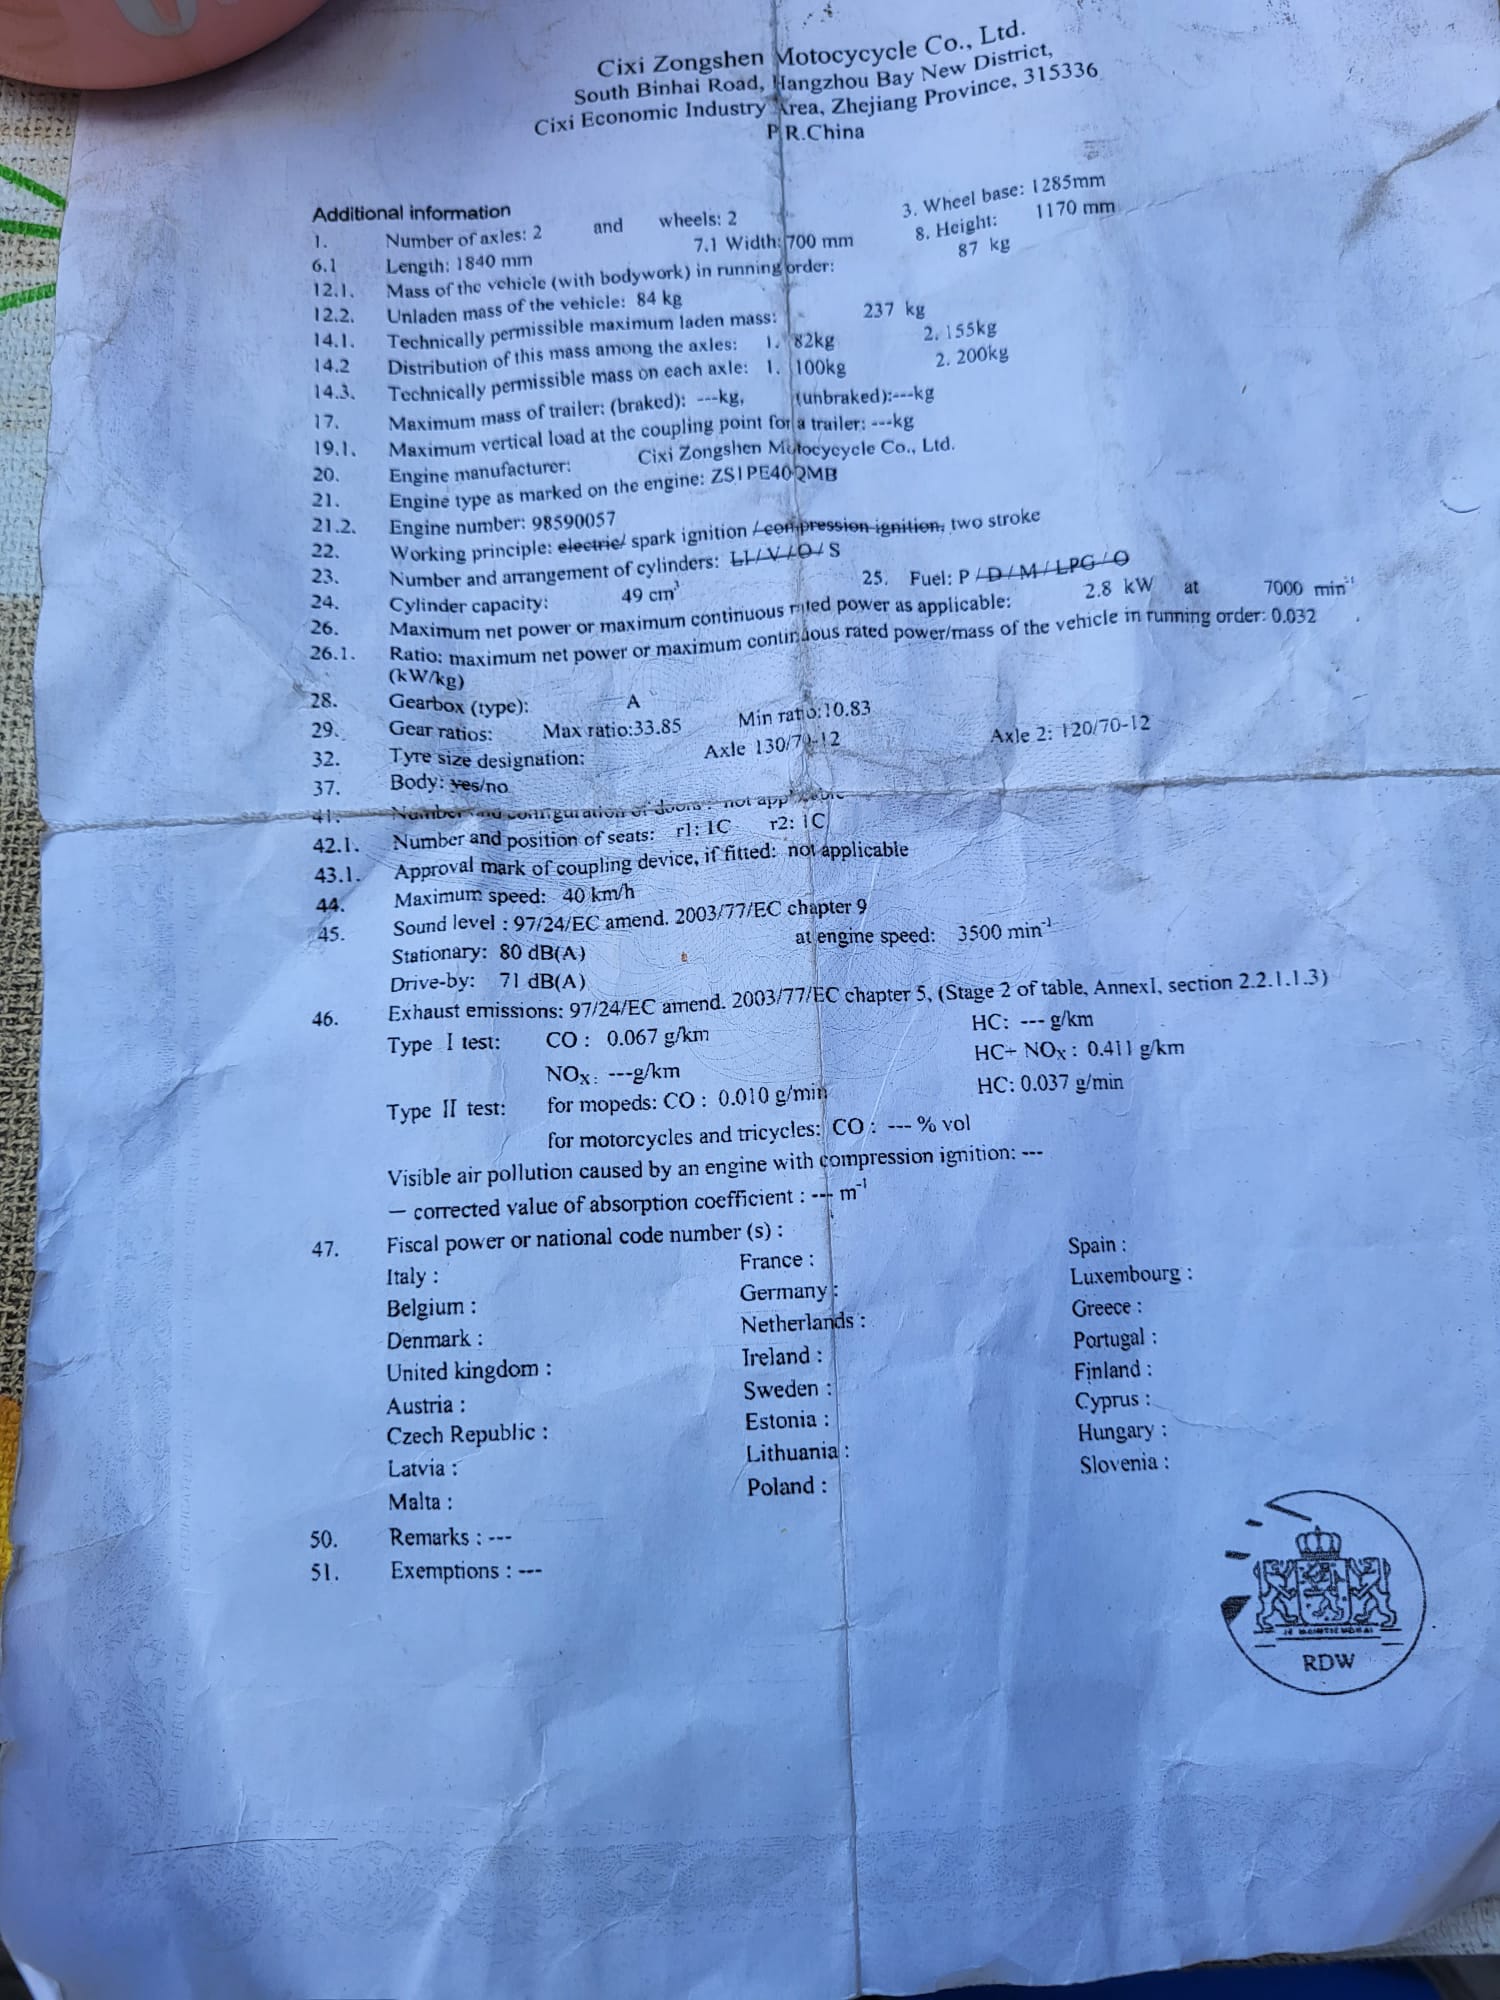 Cixi Zongshen Motocycycle Co., Ltd.
South Binhai Road, Hangzhou Bay New District,
Cixi Economic Industry Area, Zhejiang Province, 315336
P.R.China
Additional information
1. Number of axles: 2 and wheels: 2 3. Wheel base: 1285mm
6.1 Length: 1840 mm 7.1 Width: 700 mm 8. Height: 1170 mm
12.1. Mass of the vehicle (with bodywork) in running order: 87 kg
12.2. Unladen mass of the vehicle: 84 kg
14.1. Technically permissible maximum laden mass: 237 kg
14.2 Distribution of this mass among the axles: 1. 82kg 2. 155kg
14.3. Technically permissible mass on each axle: 1. 100kg 2. 200kg
17. Maximum mass of trailer: (braked): ---kg, (unbraked):---kg
19.1. Maximum vertical load at the coupling point for a trailer: ---kg
20. Engine manufacturer: Cixi Zongshen Motocycycle Co., Ltd.
21. Engine type as marked on the engine: ZS1PE40QMB
21.2. Engine number: 98590057
22. Working principle: electric/ spark ignition / compression ignition, two stroke
23. Number and arrangement of cylinders: LI / V / O / S
24. Cylinder capacity: 49 cm³ 25. Fuel: P / D / M / LPG / O
26. Maximum net power or maximum continuous rated power as applicable: 2.8 kW at 7000 min⁻¹
26.1. Ratio: maximum net power or maximum continuous rated power/mass of the vehicle in running order: 0.032
(kW/kg)
28. Gearbox (type): A
29. Gear ratios: Max ratio:33.85 Min ratio:10.83
32. Tyre size designation: Axle 130/70-12 Axle 2: 120/70-12
37. Body: yes/no
41. Number and configuration of doors : not applicable
42.1. Number and position of seats: r1: 1C r2: 1C
43.1. Approval mark of coupling device, if fitted: not applicable
44. Maximum speed: 40 km/h
45. Sound level : 97/24/EC amend. 2003/77/EC chapter 9
Stationary: 80 dB(A) at engine speed: 3500 min⁻¹
Drive-by: 71 dB(A)
46. Exhaust emissions: 97/24/EC amend. 2003/77/EC chapter 5, (Stage 2 of table, AnnexI, section 2.2.1.1.3)
Type I test: CO : 0.067 g/km HC: --- g/km
NOx: ---g/km HC+ NOx : 0.411 g/km
Type II test: for mopeds: CO : 0.010 g/min HC: 0.037 g/min
for motorcycles and tricycles: CO : --- % vol
Visible air pollution caused by an engine with compression ignition: ---
— corrected value of absorption coefficient : --- m⁻¹
47. Fiscal power or national code number (s) :
Italy : France : Spain :
Belgium : Germany : Luxembourg :
Denmark : Netherlands : Greece :
United kingdom : Ireland : Portugal :
Austria : Sweden : Finland :
Czech Republic : Estonia : Cyprus :
Latvia : Lithuania : Hungary :
Malta : Poland : Slovenia :
50. Remarks : ---
51. Exemptions : ---
RDW